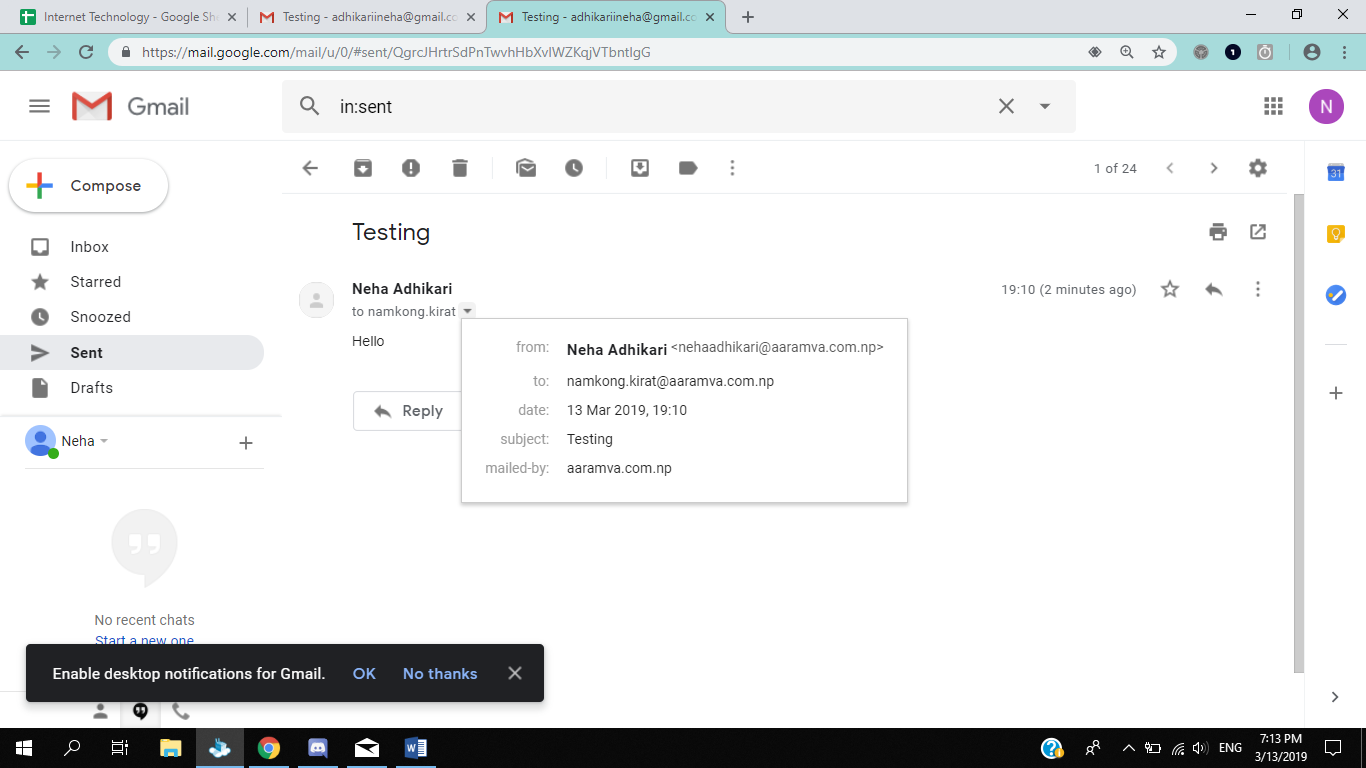 Internet Technology - Google She
Testing - adhikariineha@gmail.co
Testing - adhikariineha@gmail.co
https://mail.google.com/mail/u/0/#sent/QgrcJHrtrSdPnTwvhHbXvlWZKqjVTbntlgG
1
Gmail
in:sent
N
Compose
1 of 24
31
Inbox
Starred
Snoozed
Sent
Drafts
Testing
Neha Adhikari
19:10 (2 minutes ago)
to namkong.kirat
Hello
from: Neha Adhikari <nehaadhikari@aaramva.com.np>
to: namkong.kirat@aaramva.com.np
date: 13 Mar 2019, 19:10
subject: Testing
mailed-by: aaramva.com.np
Reply
Neha
No recent chats
Start a new one
Enable desktop notifications for Gmail. OK No thanks
ENG
7:13 PM
3/13/2019